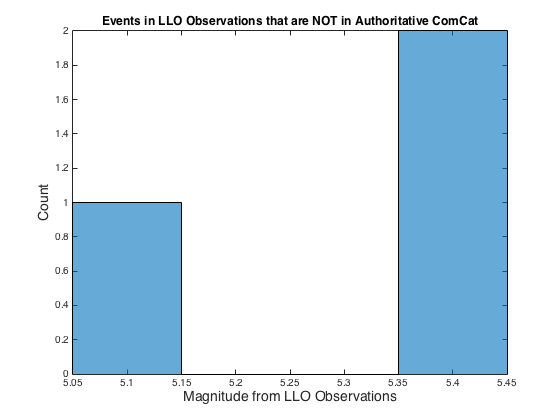 Events in LLO Observations that are NOT in Authoritative ComCat
2
1.8
1.6
1.4
1.2
1
0.8
0.6
0.4
0.2
0
Count
5.05 5.1 5.15 5.2 5.25 5.3 5.35 5.4 5.45
Magnitude from LLO Observations